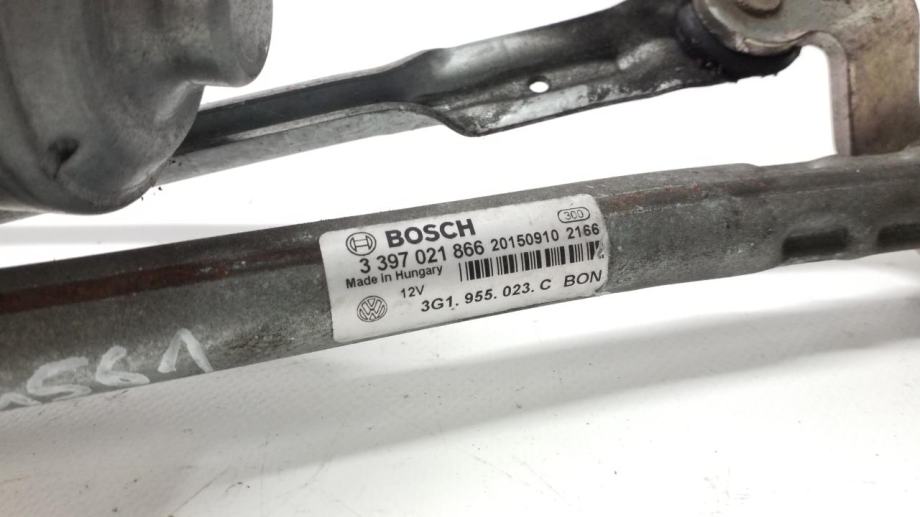 300
BOSCH
3 397 021 866 20150910 2166
Made in Hungary
12V
3G1.955.023.C BON